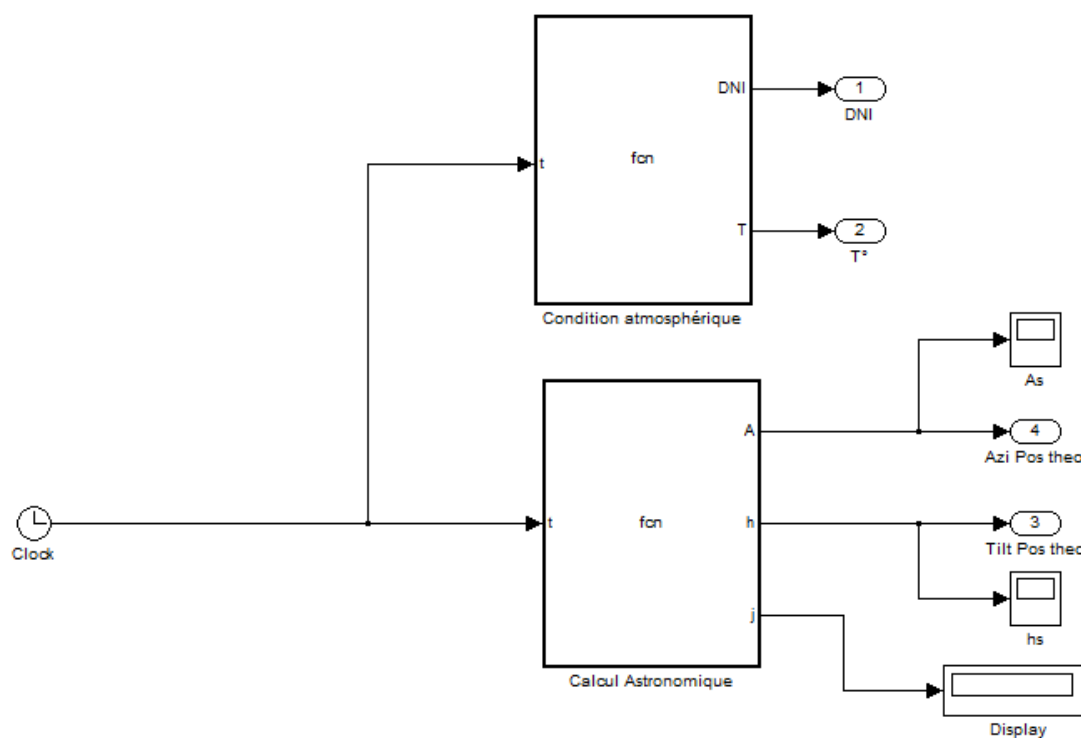 DNI
1
DNI
t
fcn
T
2
T°
Condition atmosphérique
As
A
4
Azi Pos theo
Clock
t
fcn
h
3
Tilt Pos theo
hs
j
Calcul Astronomique
Display